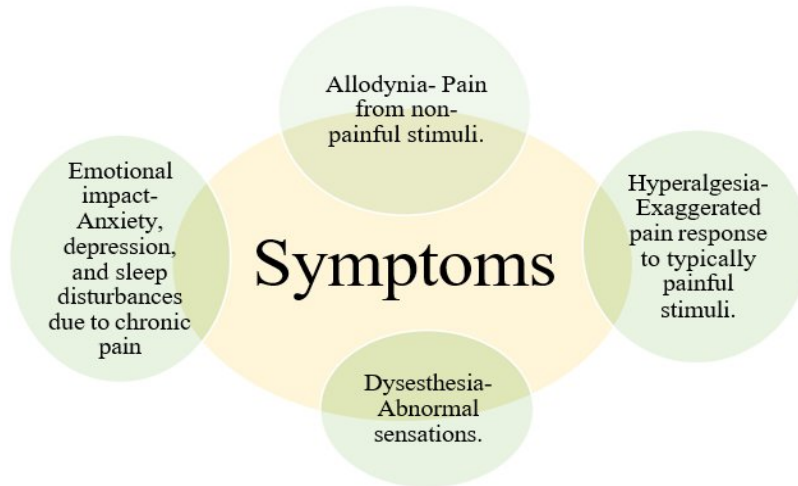 Allodynia- Pain
from non-
painful stimuli.
Emotional
impact-
Anxiety,
depression,
and sleep
disturbances
due to chronic
pain
Symptoms
Hyperalgesia-
Exaggerated
pain response
to typically
painful
stimuli.
Dysesthesia-
Abnormal
sensations.